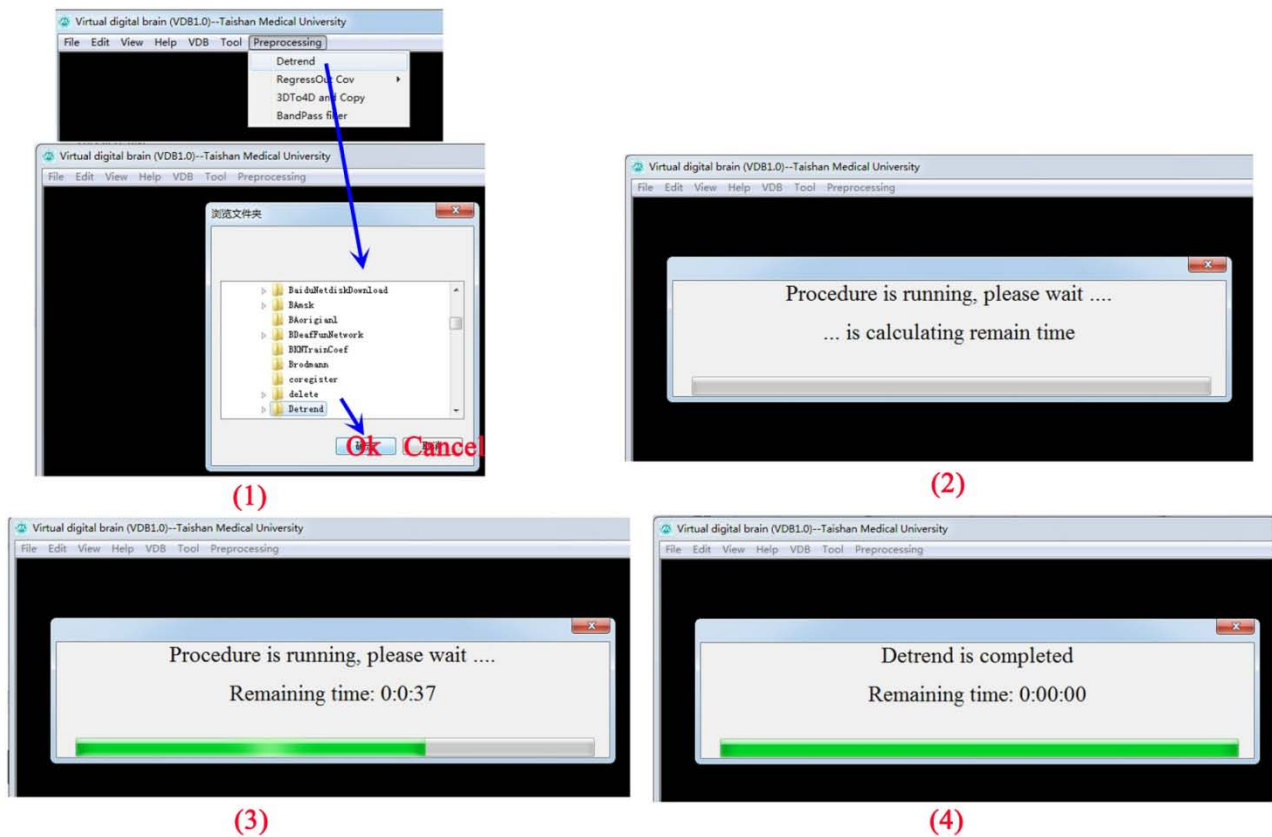 Virtual digital brain (VDB1.0)--Taishan Medical University
File Edit View Help VDB Tool Preprocessing
Detrend
RegressOut Cov
3DTo4D and Copy
BandPass filter
Virtual digital brain (VDB1.0)--Taishan Medical University
File Edit View Help VDB Tool Preprocessing
浏览文件夹
BaiduNetdiskDownload
BAmsk
BAorigianl
BDeafFunNetwork
BKNTrainCoef
Brodmann
coregister
delete
Detrend
Ok Cancel
(1)
Virtual digital brain (VDB1.0)--Taishan Medical University
File Edit View Help VDB Tool Preprocessing
Procedure is running, please wait ....
... is calculating remain time
(2)
Virtual digital brain (VDB1.0)--Taishan Medical University
File Edit View Help VDB Tool Preprocessing
Procedure is running, please wait ....
Remaining time: 0:0:37
(3)
Virtual digital brain (VDB1.0)--Taishan Medical University
File Edit View Help VDB Tool Preprocessing
Detrend is completed
Remaining time: 0:00:00
(4)